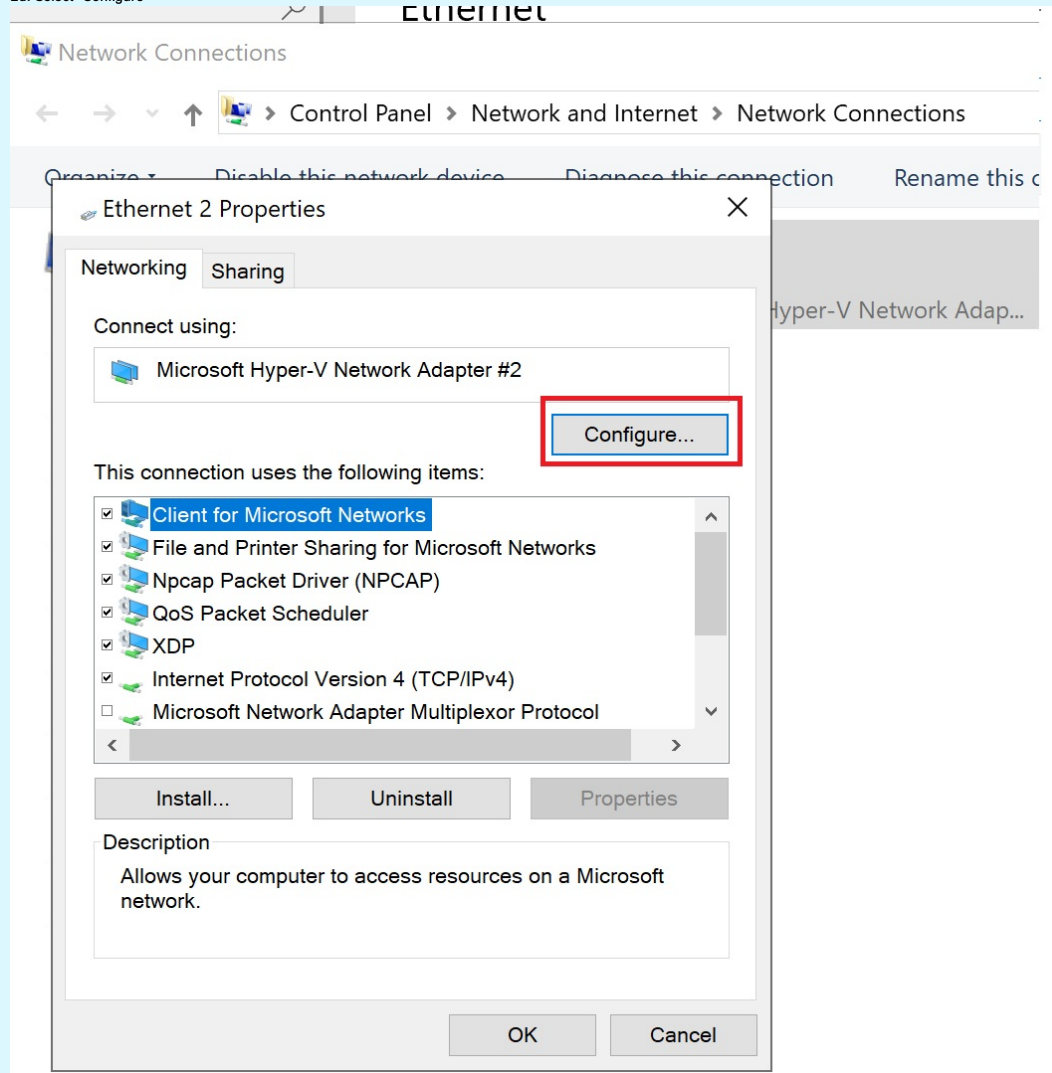 Ethernet
Network Connections
Control Panel > Network and Internet > Network Connections
Organize Disable this network device Diagnose this connection Rename this c
Ethernet 2 Properties
Networking Sharing
Hyper-V Network Adap...
Connect using:
Microsoft Hyper-V Network Adapter #2
Configure...
This connection uses the following items:
Client for Microsoft Networks
File and Printer Sharing for Microsoft Networks
Npcap Packet Driver (NPCAP)
QoS Packet Scheduler
XDP
Internet Protocol Version 4 (TCP/IPv4)
Microsoft Network Adapter Multiplexor Protocol
Install... Uninstall Properties
Description
Allows your computer to access resources on a Microsoft
network.
OK Cancel